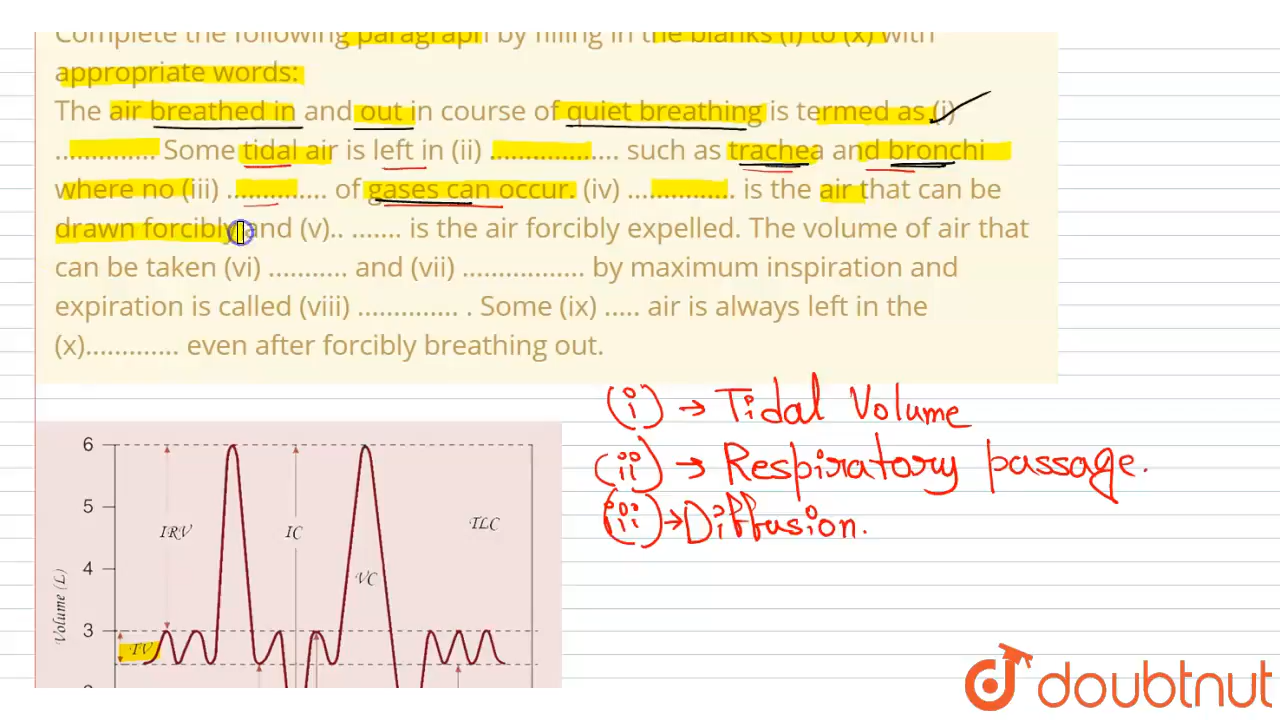 Complete the following paragraph by filling in the blanks (i) to (x) with
appropriate words:
The air breathed in and out in course of quiet breathing is termed as (i)
.............. Some tidal air is left in (ii) .................. such as trachea and bronchi
where no (iii) .............. of gases can occur. (iv) ............... is the air that can be
drawn forcibly and (v).. ....... is the air forcibly expelled. The volume of air that
can be taken (vi) ........... and (vii) ................. by maximum inspiration and
expiration is called (viii) .............. . Some (ix) ..... air is always left in the
(x)............. even after forcibly breathing out.
(i) → Tidal Volume
(ii) → Respiratory passage.
(iii) → Diffusion.
6
5
4
3
Volume (L)
IRV
IC
TLC
VC
TV
doubtnut